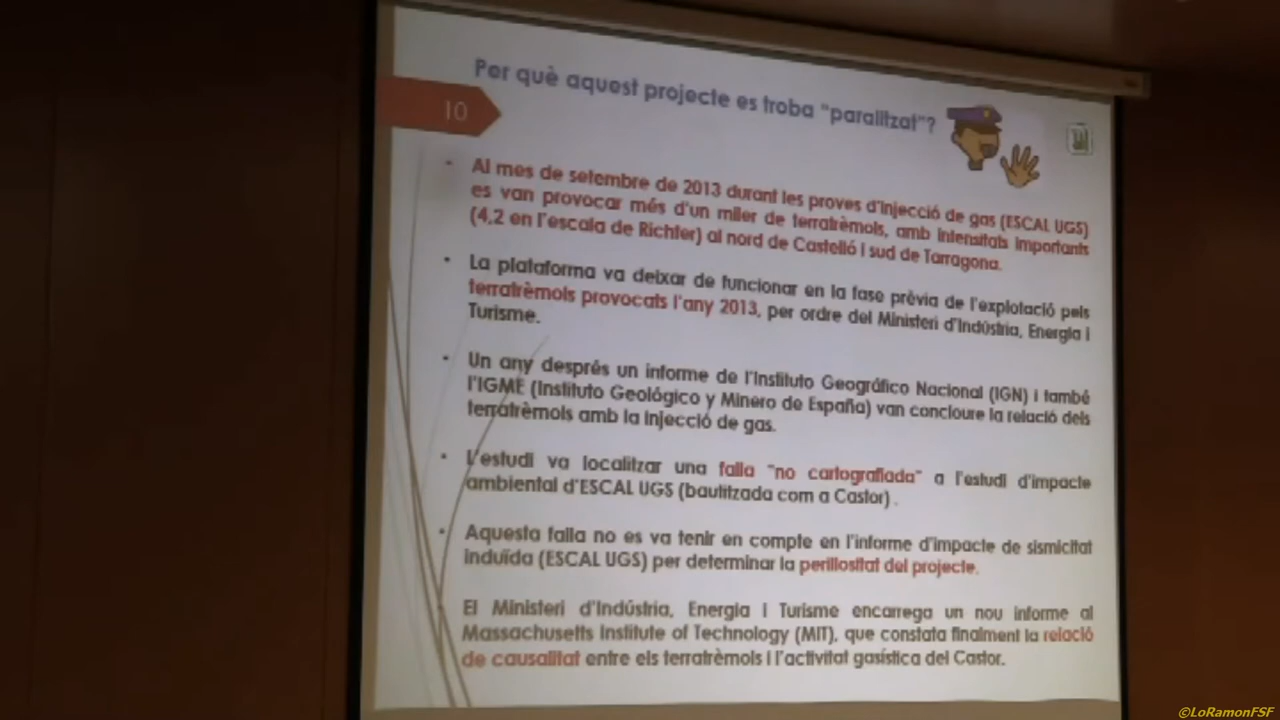 Per què aquest projecte es troba "paralitzat"?
10
• Al mes de setembre de 2013 durant les proves d'injecció de gas (ESCAL UGS)
es van provocar més d'un miler de terratrèmols, amb intensitats importants
(4,2 en l'escala de Richter) al nord de Castelló i sud de Tarragona.
• La plataforma va deixar de funcionar en la fase prèvia de l'explotació pels
terratrèmols provocats l'any 2013, per ordre del Ministeri d'Indústria, Energia i
Turisme.
• Un any després un informe de l'Instituto Geográfico Nacional (IGN) i també
l'IGME (Instituto Geológico y Minero de España) van concloure la relació dels
terratrèmols amb la injecció de gas.
• L'estudi va localitzar una falla "no cartografiada" a l'estudi d'impacte
ambiental d'ESCAL UGS (bautitzada com a Castor) .
• Aquesta falla no es va tenir en compte en l'informe d'impacte de sismicitat
induïda (ESCAL UGS) per determinar la perillositat del projecte.
El Ministeri d'Indústria, Energia i Turisme encarrega un nou informe al
Massachusetts Institute of Technology (MIT), que constata finalment la relació
de causalitat entre els terratrèmols i l'activitat gasística del Castor.
©LoRamonFSF